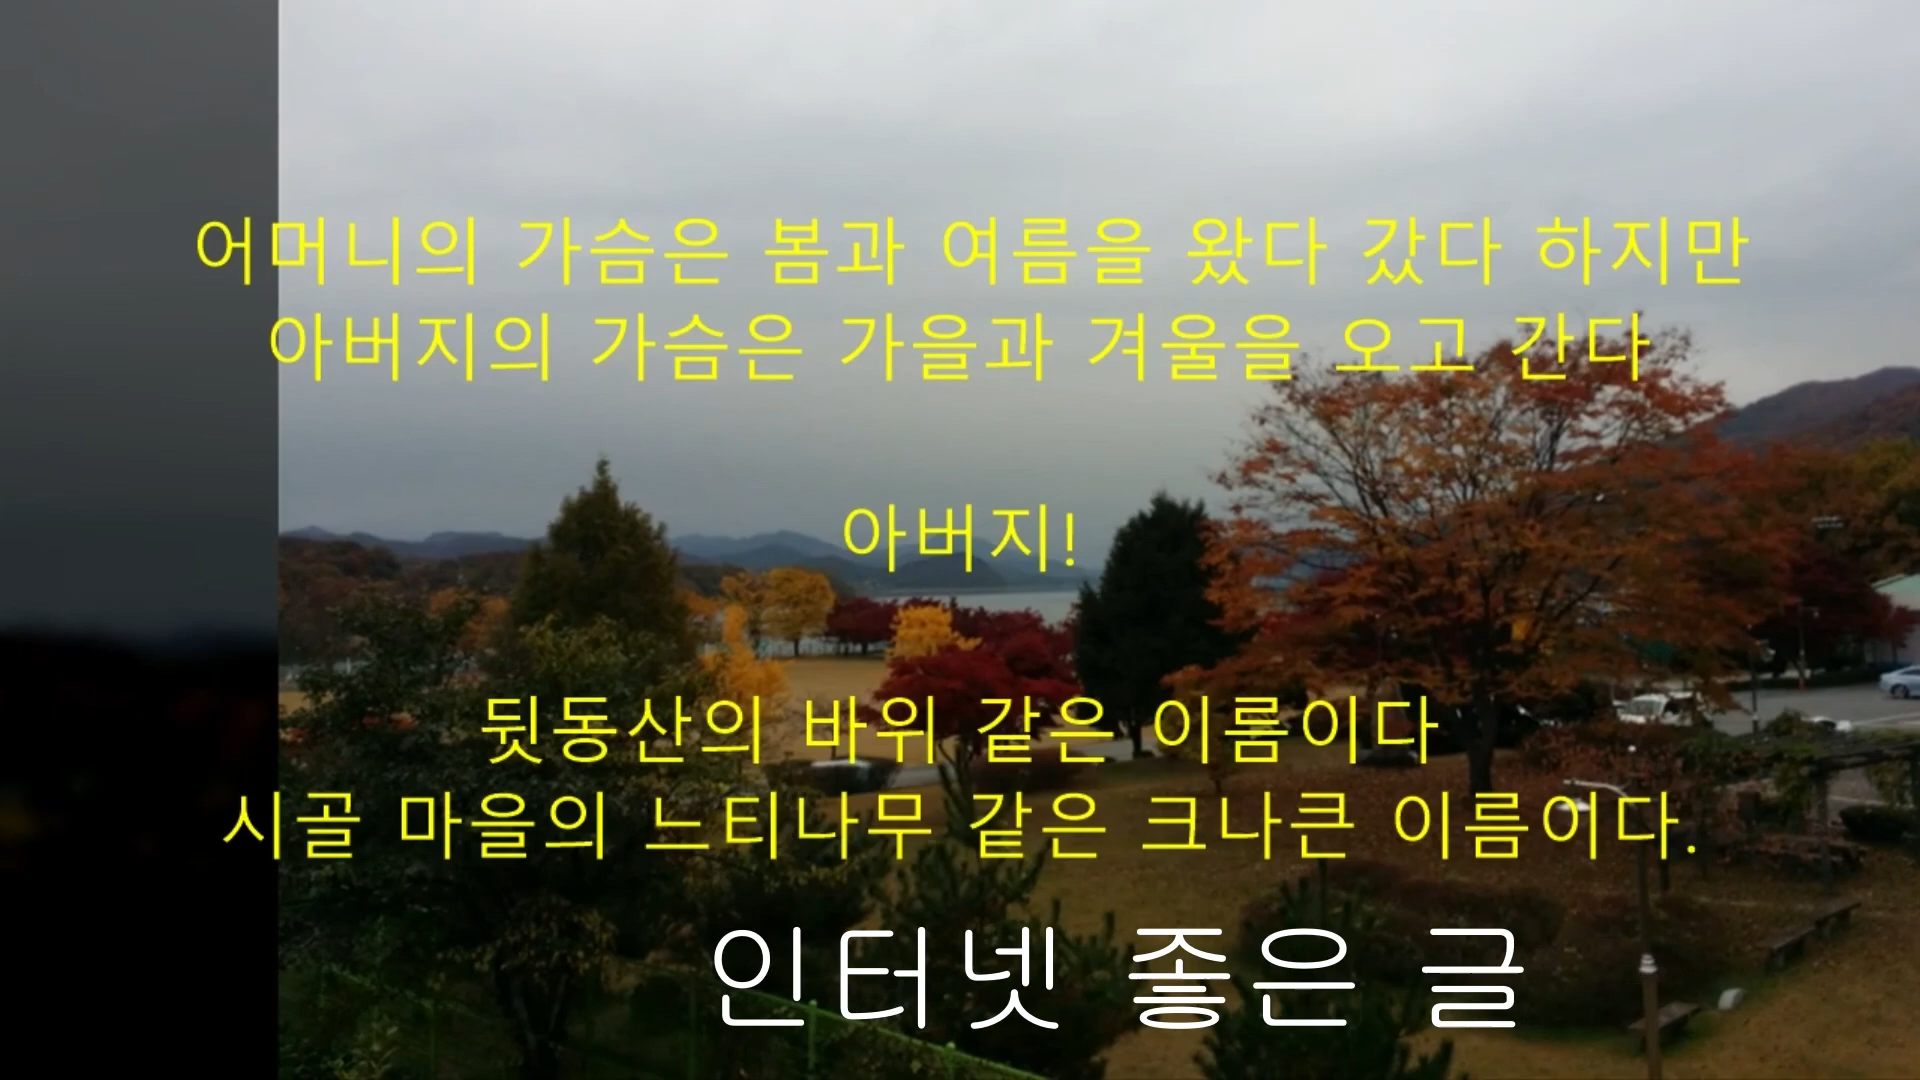 어머니의 가슴은 봄과 여름을 왔다 갔다 하지만
아버지의 가슴은 가을과 겨울을 오고 간다
아버지!
뒷동산의 바위 같은 이름이다
시골 마을의 느티나무 같은 크나큰 이름이다.
인터넷 좋은 글